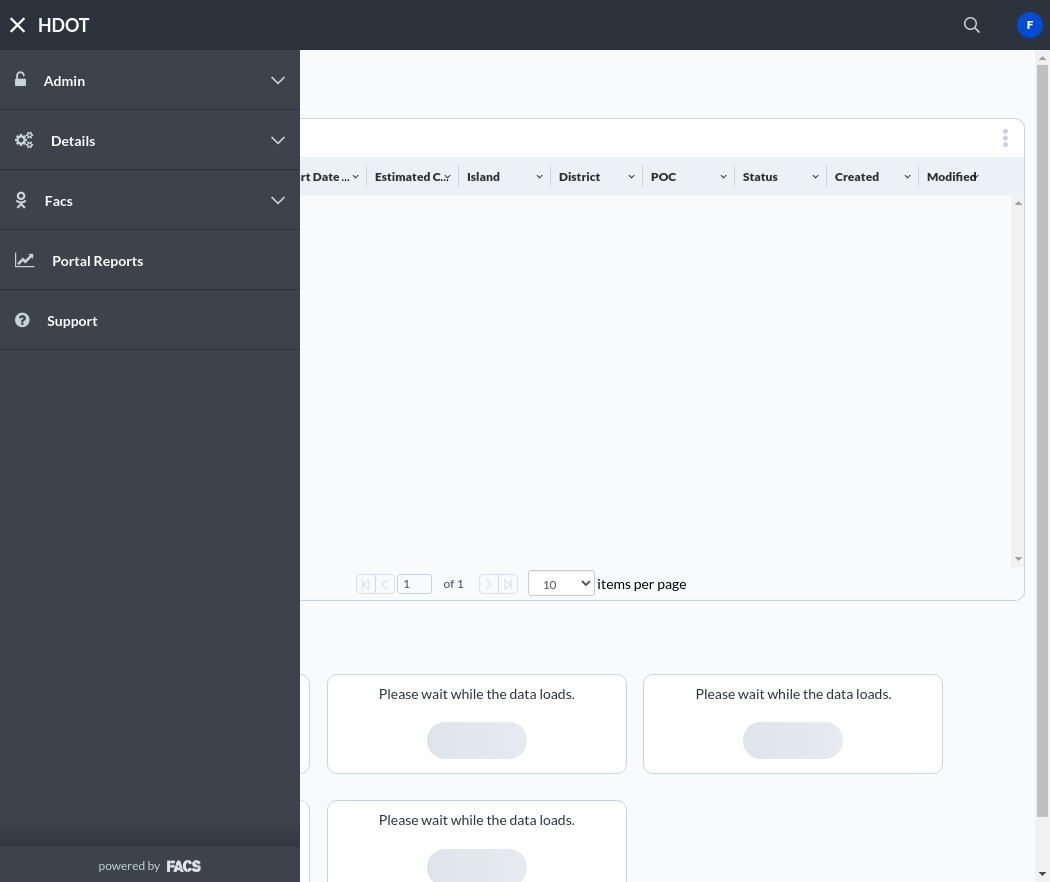 HDOT
F
Admin
Details
Facs
Portal Reports
Support
rt Date ... Estimated C... Island District POC Status Created Modified
1 of 1 10 items per page
Please wait while the data loads. Please wait while the data loads.
Please wait while the data loads.
powered by FACS